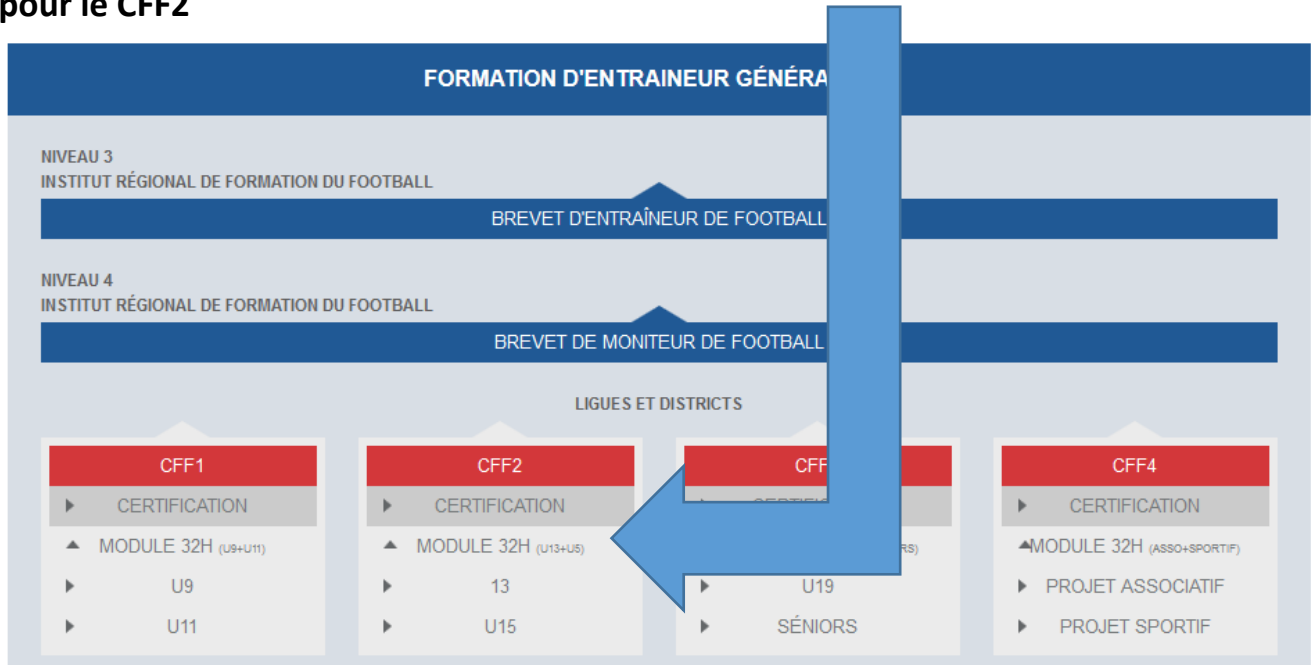 pour le CFF2
FORMATION D'ENTRAINEUR GÉNÉRA
NIVEAU 3
INSTITUT RÉGIONAL DE FORMATION DU FOOTBALL
BREVET D'ENTRAÎNEUR DE FOOTBALL
NIVEAU 4
INSTITUT RÉGIONAL DE FORMATION DU FOOTBALL
BREVET DE MONITEUR DE FOOTBALL
LIGUES ET DISTRICTS
CFF1
CERTIFICATION
MODULE 32H (U9+U11)
U9
U11
CFF2
CERTIFICATION
MODULE 32H (U13+U5)
13
U15
CFF
U19
SÉNIORS
CFF4
CERTIFICATION
MODULE 32H (ASSO+SPORTIF)
PROJET ASSOCIATIF
PROJET SPORTIF